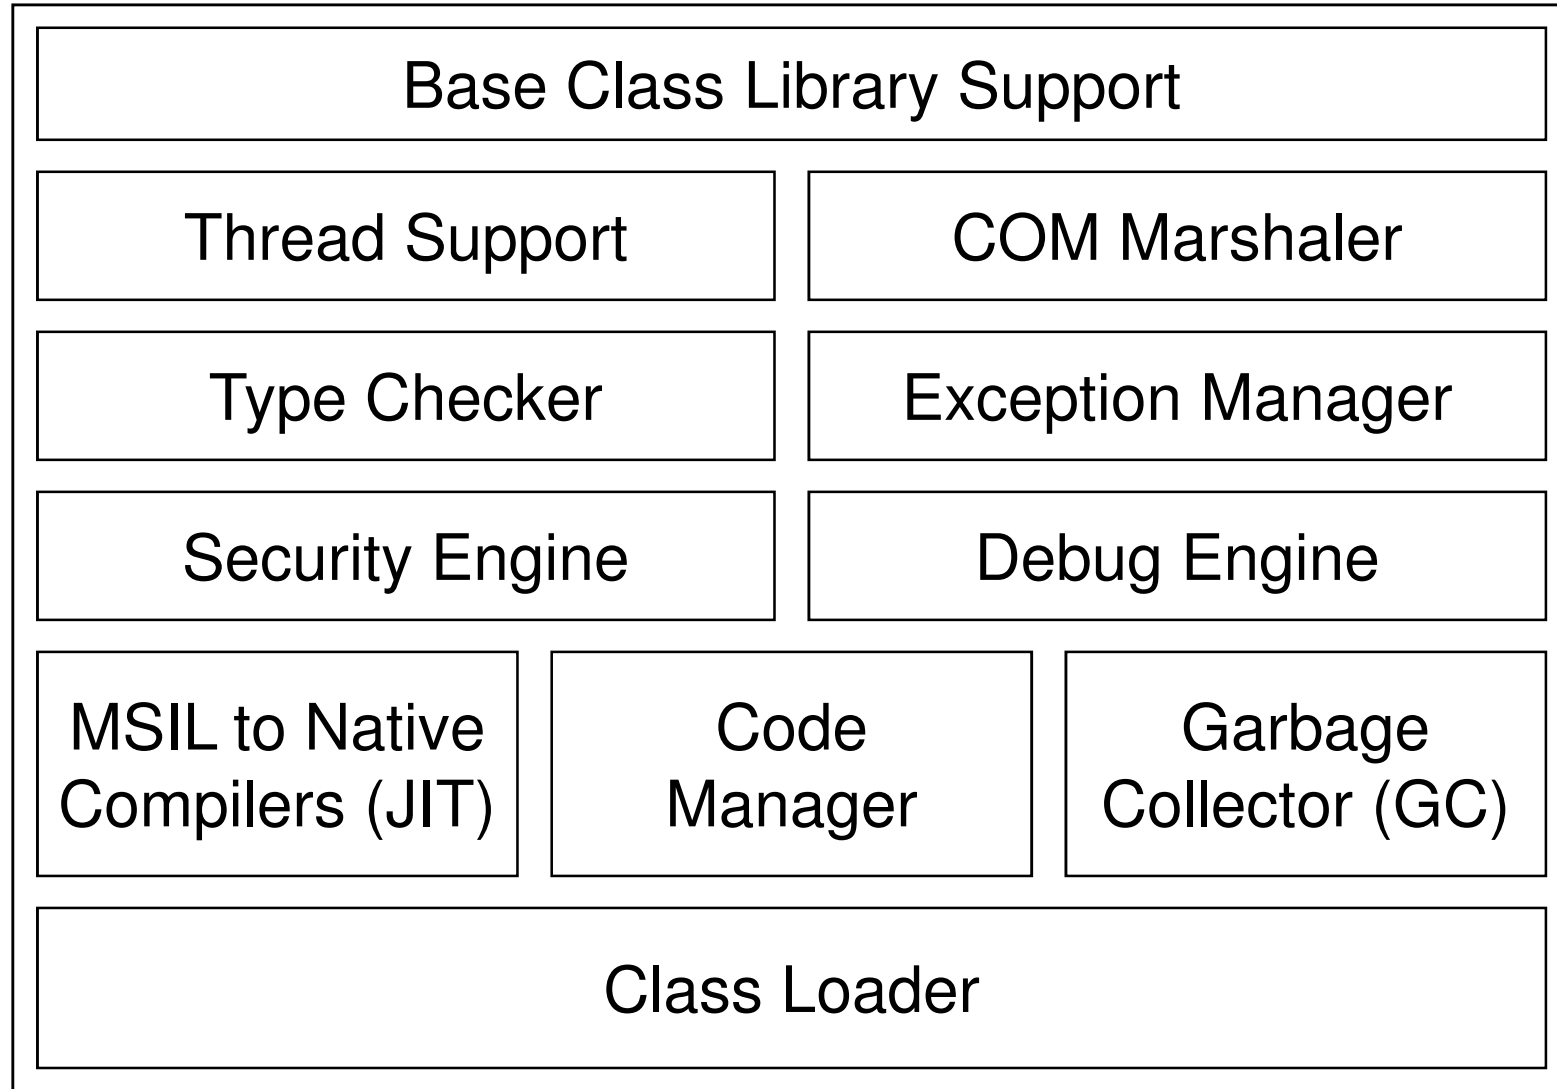 Base Class Library Support
Thread Support
COM Marshaler
Type Checker
Exception Manager
Security Engine
Debug Engine
MSIL to Native
Compilers (JIT)
Code
Manager
Garbage
Collector (GC)
Class Loader